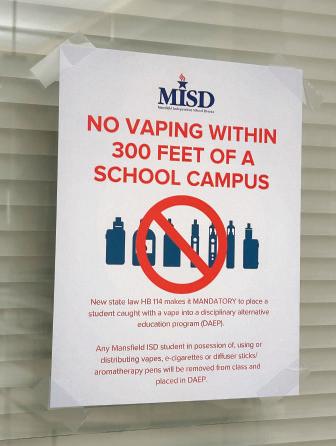 MISD
Mansfield Independent School District
NO VAPING WITHIN
300 FEET OF A
SCHOOL CAMPUS
New state law HB 114 makes it MANDATORY to place a
student caught with a vape into a disciplinary alternative
education program (DAEP).
Any Mansfield ISD student in posession of, using or
distributing vapes, e-cigarettes or diffuser sticks/
aromatherapy pens will be removed from class and
placed in DAEP.